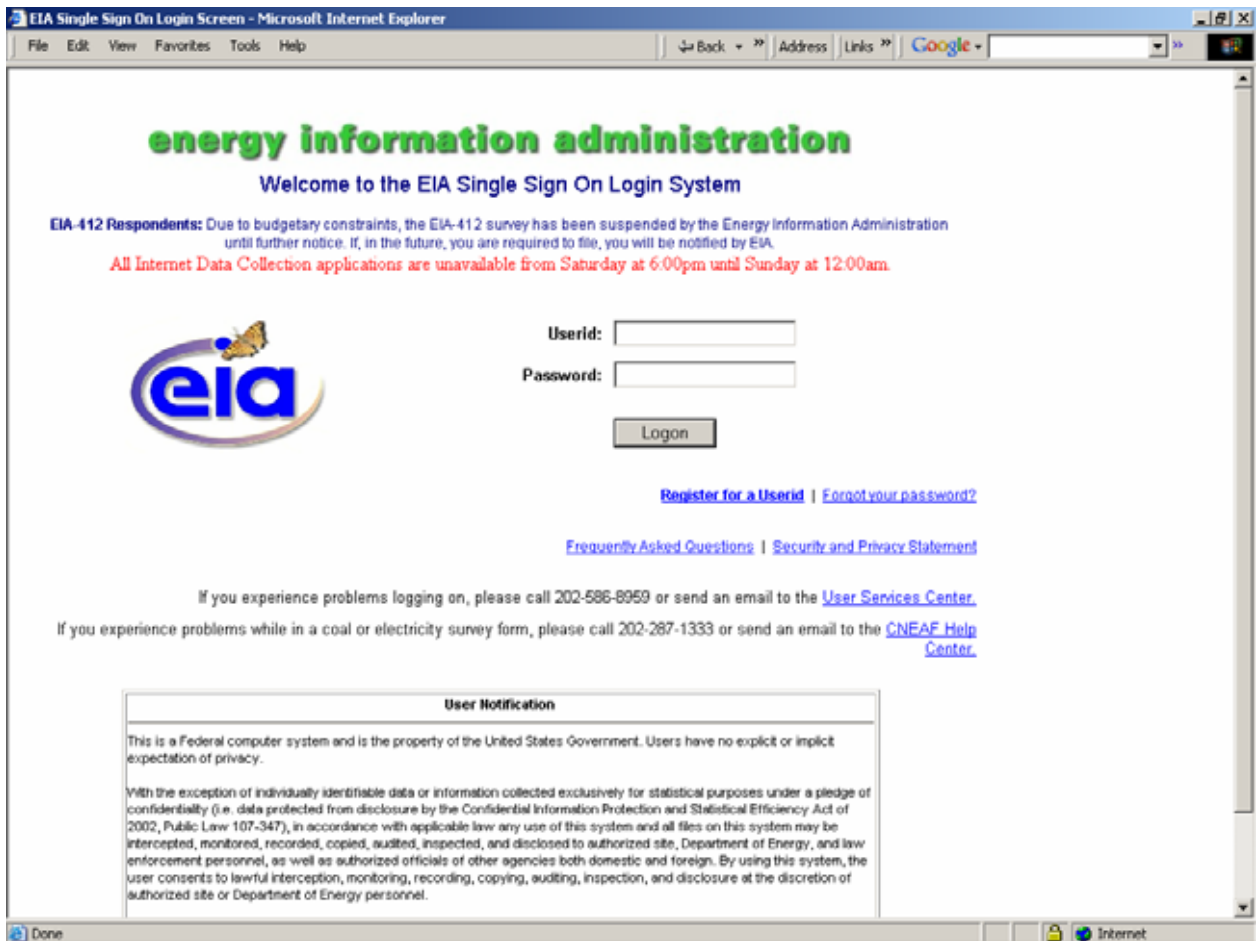 EIA Single Sign On Login Screen - Microsoft Internet Explorer
File Edit View Favorites Tools Help Back » Address Links » Google »
energy information administration
Welcome to the EIA Single Sign On Login System
EIA-412 Respondents: Due to budgetary constraints, the EIA-412 survey has been suspended by the Energy Information Administration
until further notice. If, in the future, you are required to file, you will be notified by EIA.
All Internet Data Collection applications are unavailable from Saturday at 6:00pm until Sunday at 12:00am.
eia
Userid:
Password:
Logon
Register for a Userid | Forgot your password?
Frequently Asked Questions | Security and Privacy Statement
If you experience problems logging on, please call 202-586-8959 or send an email to the User Services Center.
If you experience problems while in a coal or electricity survey form, please call 202-287-1333 or send an email to the CNEAF Help
Center.
User Notification
This is a Federal computer system and is the property of the United States Government. Users have no explicit or implicit
expectation of privacy.
With the exception of individually identifiable data or information collected exclusively for statistical purposes under a pledge of
confidentiality (i.e. data protected from disclosure by the Confidential Information Protection and Statistical Efficiency Act of
2002, Public Law 107-347), in accordance with applicable law any use of this system and all files on this system may be
intercepted, monitored, recorded, copied, audited, inspected, and disclosed to authorized site, Department of Energy, and law
enforcement personnel, as well as authorized officials of other agencies both domestic and foreign. By using this system, the
user consents to lawful interception, monitoring, recording, copying, auditing, inspection, and disclosure at the discretion of
authorized site or Department of Energy personnel.
Done Internet